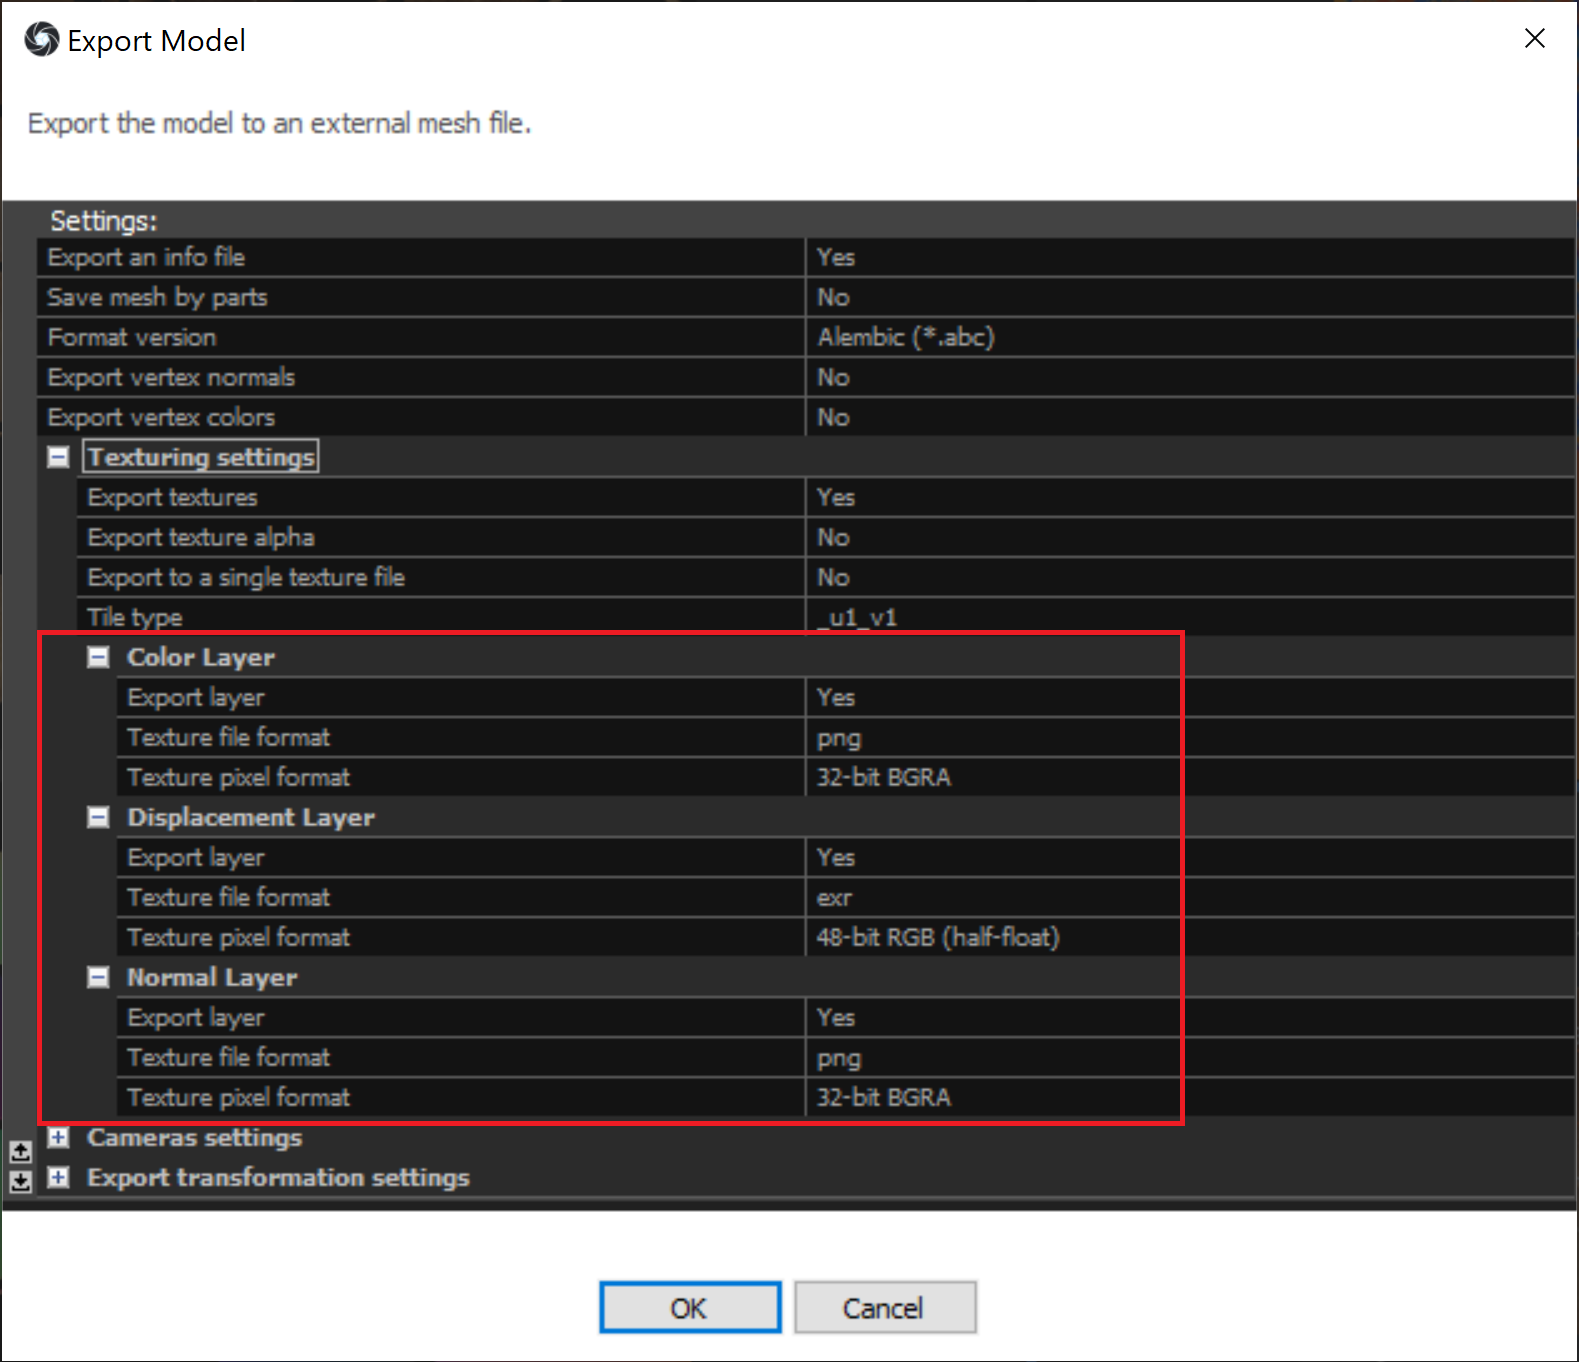 Export Model
Export the model to an external mesh file.
Settings:
Export an info file Yes
Save mesh by parts No
Format version Alembic (*.abc)
Export vertex normals No
Export vertex colors No
Texturing settings
Export textures Yes
Export texture alpha No
Export to a single texture file No
Tile type _u1_v1
Color Layer
Export layer Yes
Texture file format png
Texture pixel format 32-bit BGRA
Displacement Layer
Export layer Yes
Texture file format exr
Texture pixel format 48-bit RGB (half-float)
Normal Layer
Export layer Yes
Texture file format png
Texture pixel format 32-bit BGRA
Cameras settings
Export transformation settings
OK Cancel